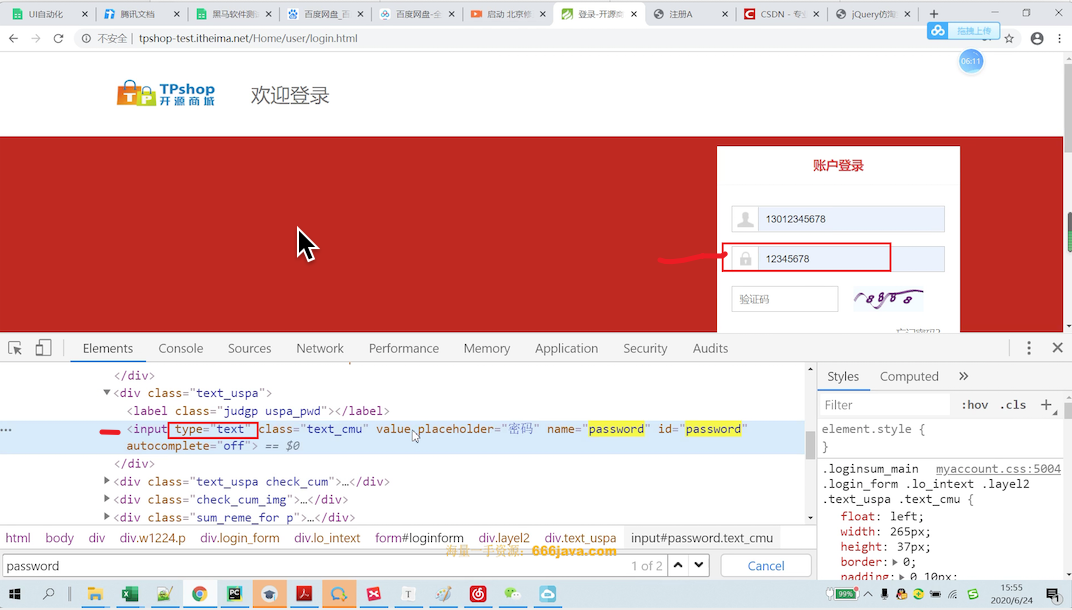 UI自动化
腾讯文档
黑马软件测
百度网盘_百
百度网盘-全
启动 北京修
登录-开源商
注册A
CSDN - 专
jQuery仿淘
不安全 | tpshop-test.itheima.net/Home/user/login.html
拖拽上传
06:11
TPshop
开源商城
欢迎登录
账户登录
13012345678
12345678
验证码
8868
忘记密码?
Elements Console Sources Network Performance Memory Application Security Audits
</div>
<div class="text_uspa">
<label class="judgp uspa_pwd"></label>
<input type="text" class="text_cmu" value placeholder="密码" name="password" id="password"
autocomplete="off"> == $0
</div>
<div class="text_uspa check_cum">…</div>
<div class="check_cum_img">…</div>
<div class="sum_reme_for p">…</div>
html body div div.w1224.p div.login_form div.lo_intext form#loginform div.layel2 div.text_uspa input#password.text_cmu
海量一手资源：666java.com
password
1 of 2
Cancel
Styles Computed »
Filter
:hov .cls +
element.style {
}
.loginsum_main myaccount.css:5004
.login_form .lo_intext .layel2
.text_uspa .text_cmu {
float: left;
width: 265px;
height: 37px;
border: 0;
padding: 0 10px;
99%
15:55
2020/6/24